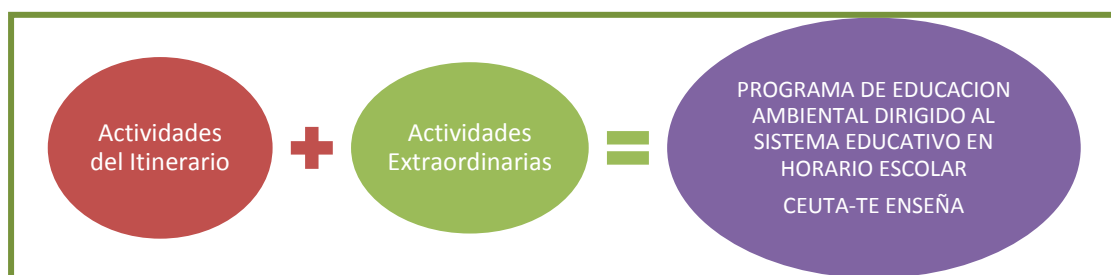 Actividades
del Itinerario
Actividades
Extraordinarias
PROGRAMA DE EDUCACION
AMBIENTAL DIRIGIDO AL
SISTEMA EDUCATIVO EN
HORARIO ESCOLAR
CEUTA-TE ENSEÑA